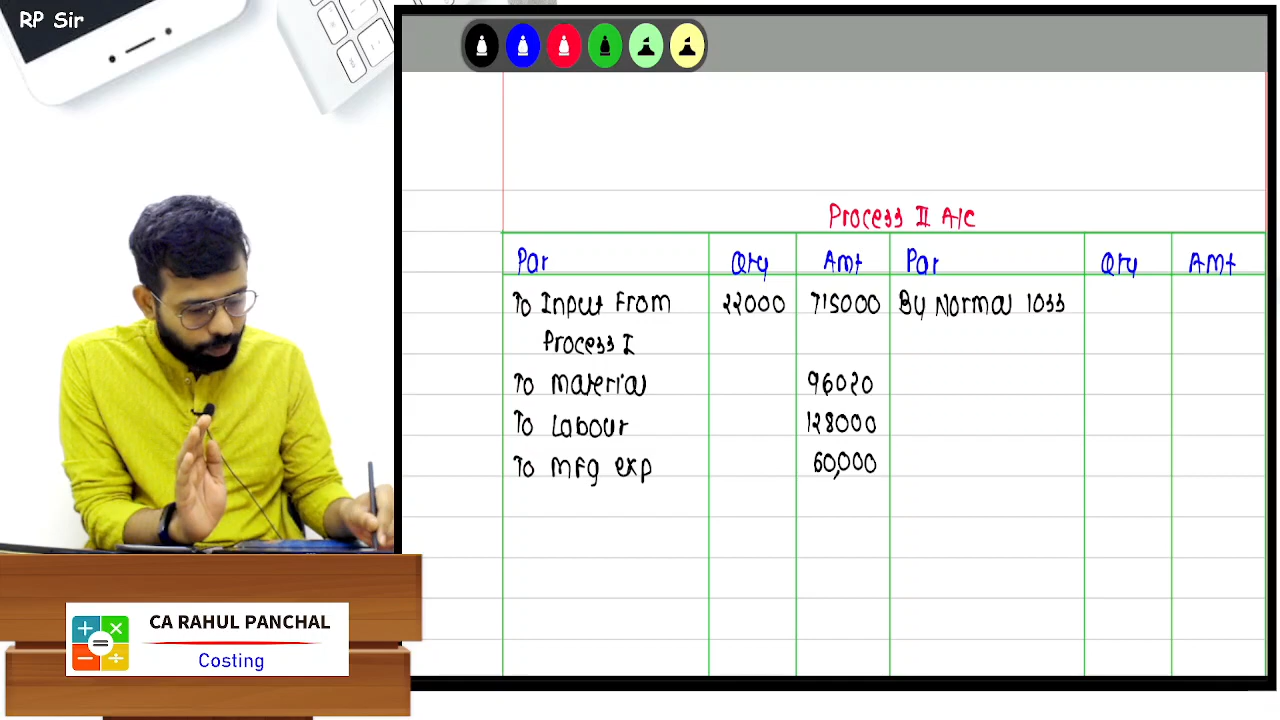 RP Sir
Process II A/C
Par Qty Amt Par Qty Amt
To Input From 22000 715000 By Normal loss
Process I
To Material 96020
To Labour 128000
To MFg exp 60,000
CA RAHUL PANCHAL
Costing